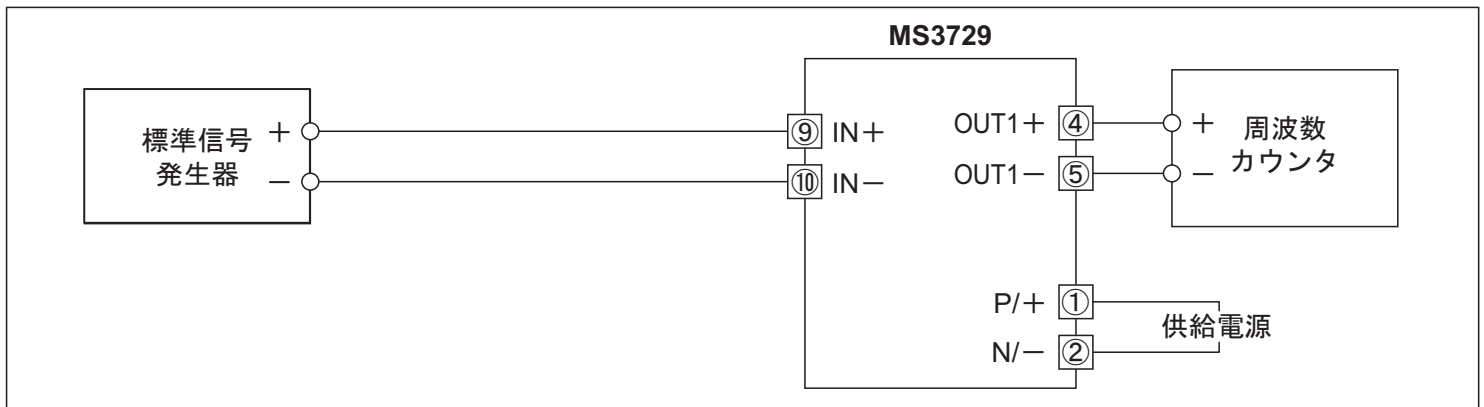 MS3729
標準信号
発生器
＋
－
⑨ IN＋
⑩ IN－
OUT1＋ ④
OUT1－ ⑤
＋
－
周波数
カウンタ
P/＋ ①
N/－ ②
供給電源